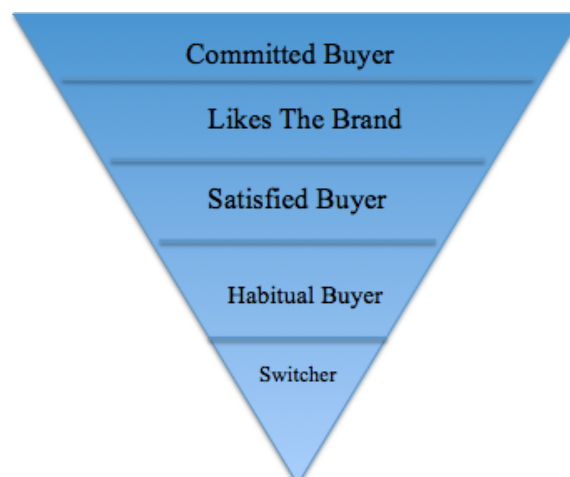 Committed Buyer
Likes The Brand
Satisfied Buyer
Habitual Buyer
Switcher